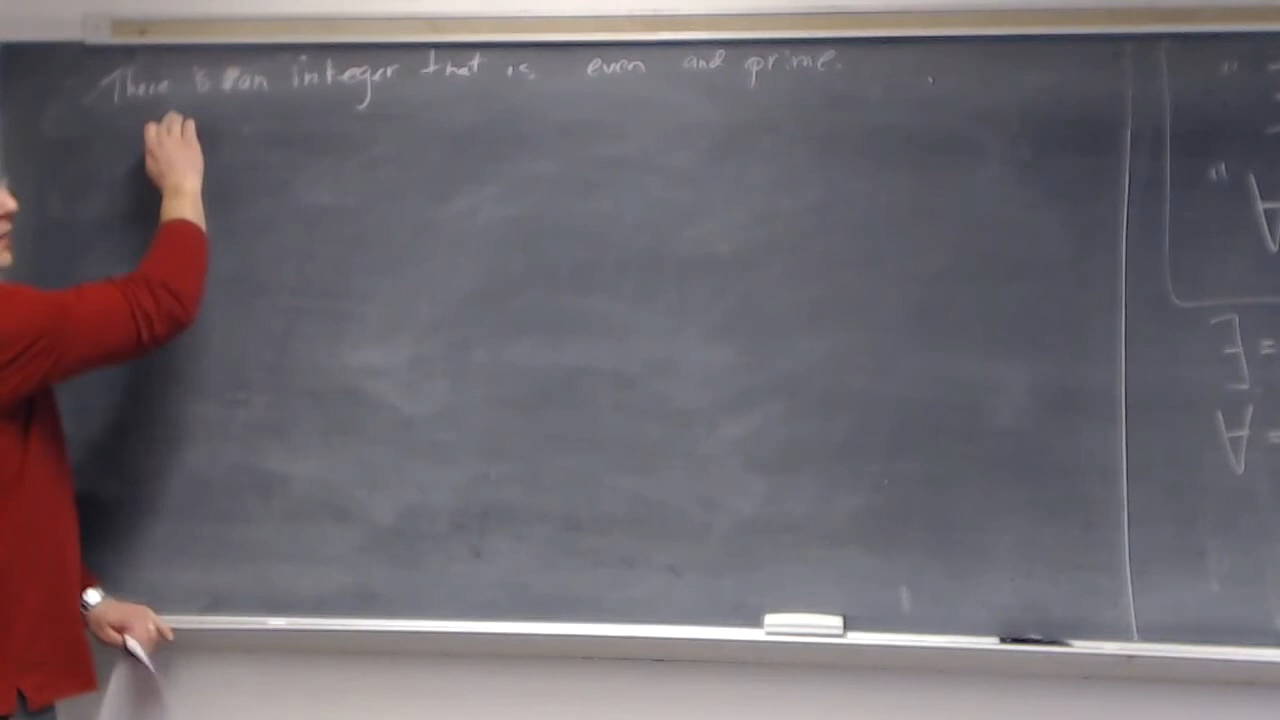 There is an integer that is even and prime.
"
" ∀
∃ =
∀ =